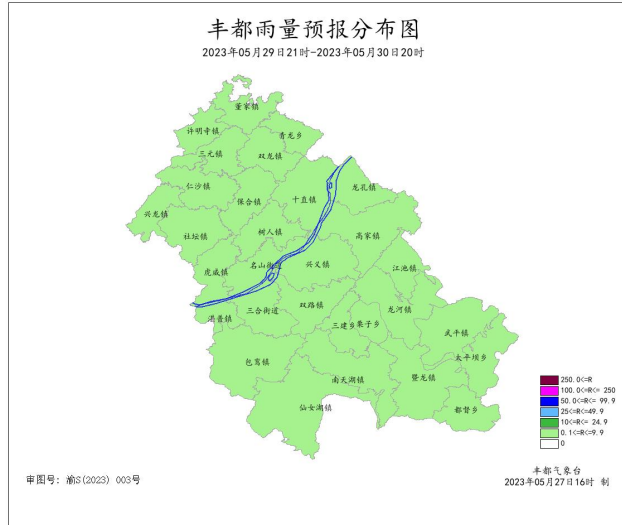 丰都雨量预报分布图
2023年05月29日21时-2023年05月30日20时
董家镇
许明寺镇
青龙乡
三元镇
双龙镇
仁沙镇
龙孔镇
保合镇
十直镇
兴龙镇
树人镇
社坛镇
高家镇
名山街道
兴义镇
江池镇
虎威镇
双路镇
龙河镇
三合街道
湛普镇
三建乡
栗子乡
武平镇
太平坝乡
包鸾镇
暨龙镇
南天湖镇
仙女湖镇
都督乡
250.0<=R
100.0<R<= 250
50.0<=R<= 99.9
25<=R<=49.9
10<=R<= 24.9
0.1<=R<=9.9
0
丰都气象台
审图号: 渝S(2023) 003号
2023年05月27日16时 制